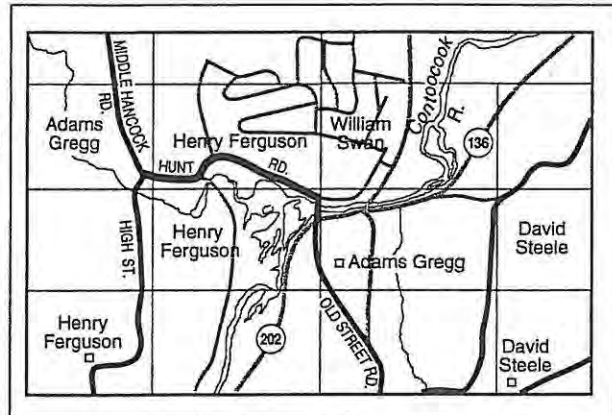 MIDDLE HANCOCK
RD.
Adams
Gregg
Henry Ferguson
William
Swan
Contoocook
R.
136
HUNT RD.
HIGH ST.
Henry
Ferguson
Adams Gregg
David
Steele
Henry
Ferguson
202
OLD STREET RD.
David
Steele